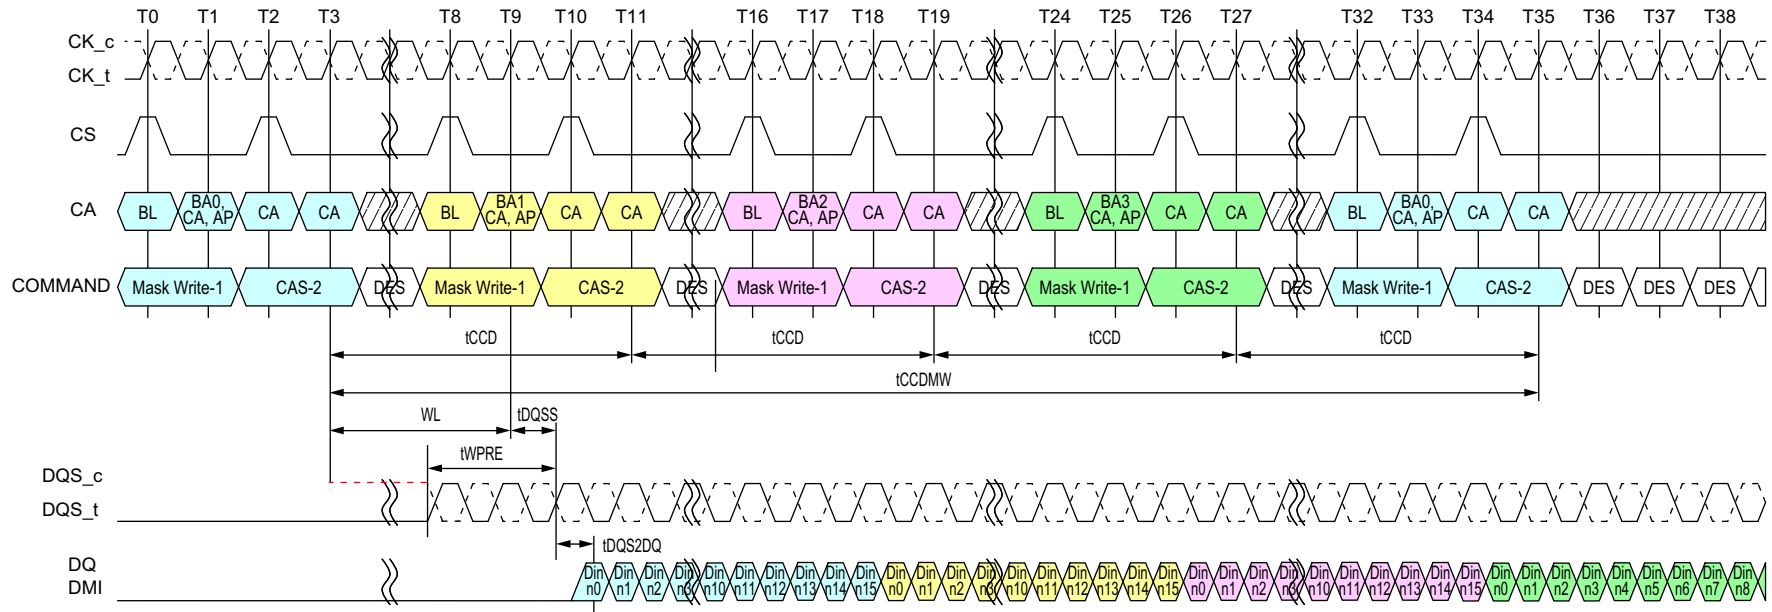 T0 T1 T2 T3 T8 T9 T10 T11 T16 T17 T18 T19 T24 T25 T26 T27 T32 T33 T34 T35 T36 T37 T38
CK_c
CK_t
CS
CA BL BA0, CA, AP CA CA BL BA1 CA, AP CA CA BL BA2 CA, AP CA CA BL BA3 CA, AP CA CA BL BA0, CA, AP CA CA
COMMAND Mask Write-1 CAS-2 DES Mask Write-1 CAS-2 DES Mask Write-1 CAS-2 DES Mask Write-1 CAS-2 DES Mask Write-1 CAS-2 DES DES DES
tCCD tCCD tCCD tCCD
tCCDMW
WL tDQSS
tWPRE
DQS_c
DQS_t
tDQS2DQ
DQ Din Din Din Din Din Din Din Din Din Din Din Din Din Din Din Din Din Din Din Din Din Din Din Din Din Din Din Din Din Din Din Din Din Din Din Din Din Din Din
DMI n0 n1 n2 n3 n10 n11 n12 n13 n14 n15 n0 n1 n2 n3 n10 n11 n12 n13 n14 n15 n0 n1 n2 n3 n10 n11 n12 n13 n14 n15 n0 n1 n2 n3 n4 n5 n6 n7 n8